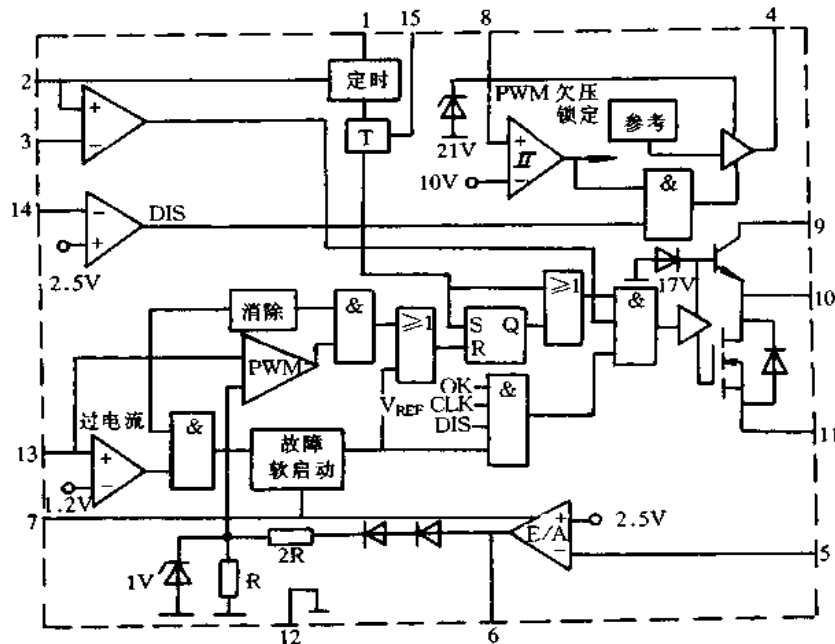 1
15
8
4
2
定时
PWM 欠压
锁定
参考
+
−
3
T
21V
+
−
II
10V
&
14
−
+
DIS
2.5V
9
17V
10
消除
&
≥1
S
Q
R
≥1
&
PWM
OK
VREF CLK
DIS
&
过电流
13
+
−
1.2V
&
故障
软启动
11
7
E/A
+
−
2.5V
5
2R
1V
R
12
6